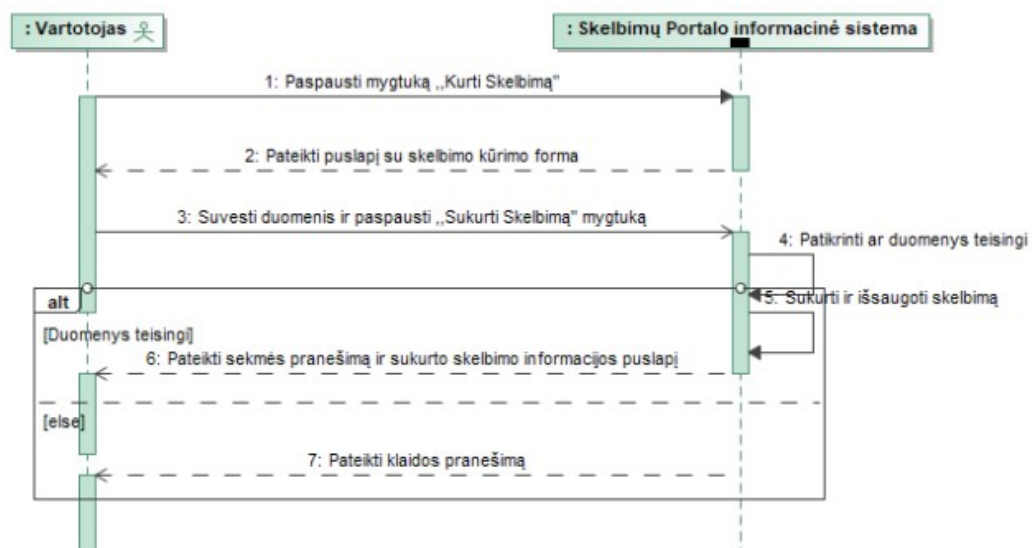 : Vartotojas
: Skelbimų Portalo informacinė sistema
1: Paspausti mygtuką ,,Kurti Skelbimą"
2: Pateikti puslapį su skelbimo kūrimo forma
3: Suvesti duomenis ir paspausti ,,Sukurti Skelbimą" mygtuką
4: Patikrinti ar duomenys teisingi
alt
5: Sukurti ir išsaugoti skelbimą
[Duomenys teisingi]
6: Pateikti sekmės pranešimą ir sukurto skelbimo informacijos puslapį
[else]
7: Pateikti klaidos pranešimą